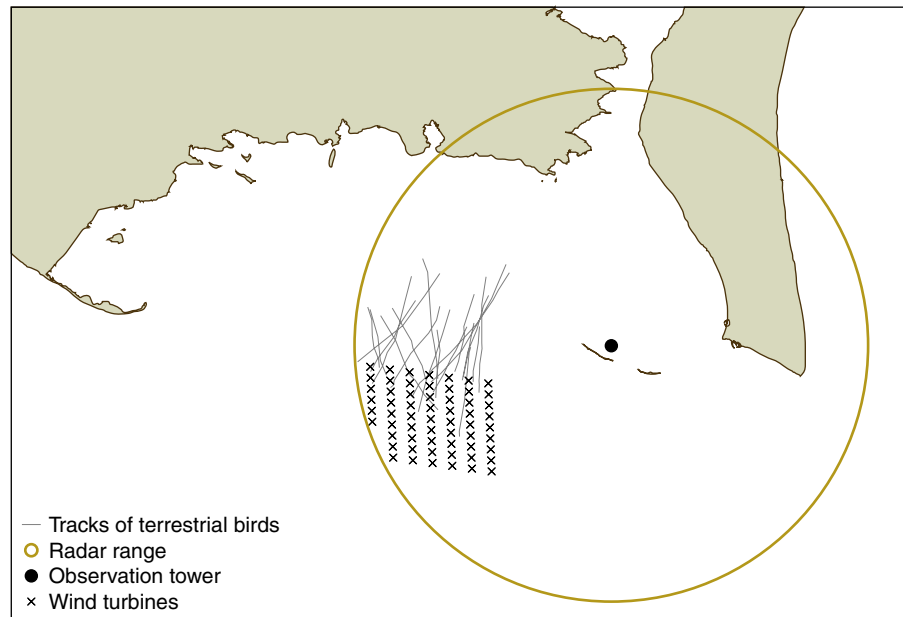 Tracks of terrestrial birds
Radar range
Observation tower
Wind turbines